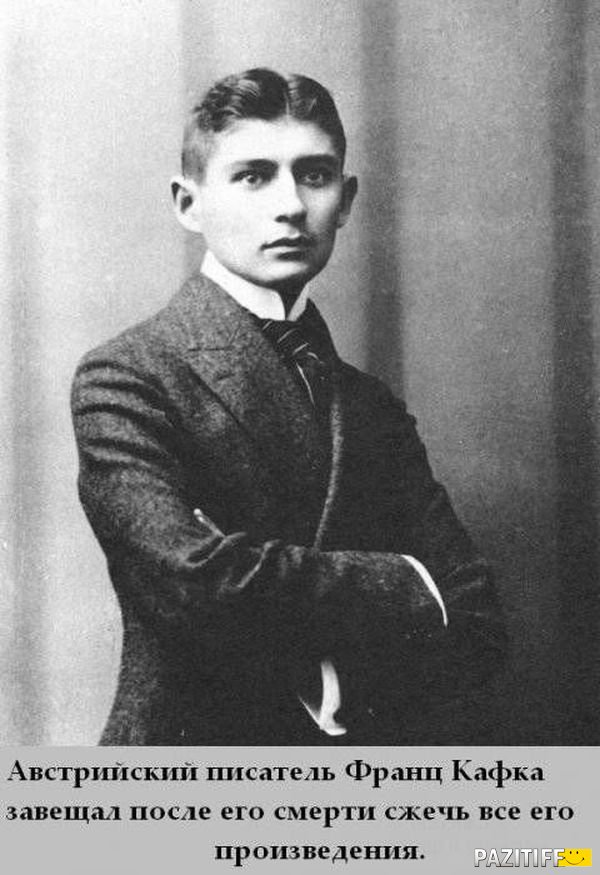 Австрийский писатель Франц Кафка
завещал после его смерти сжечь все его
произведения.
PAZITIFF